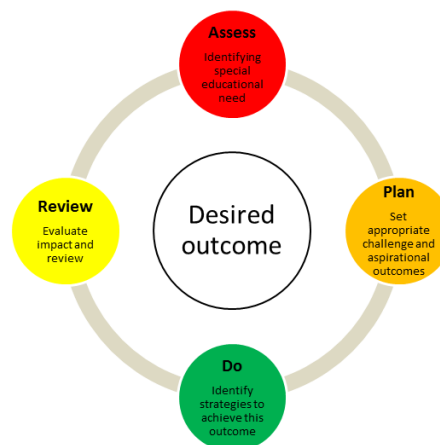 Assess
Identifying
special
educational
need
Plan
Set
appropriate
challenge and
aspirational
outcomes
Do
Identify
strategies to
achieve this
outcome
Review
Evaluate
impact and
review
Desired
outcome